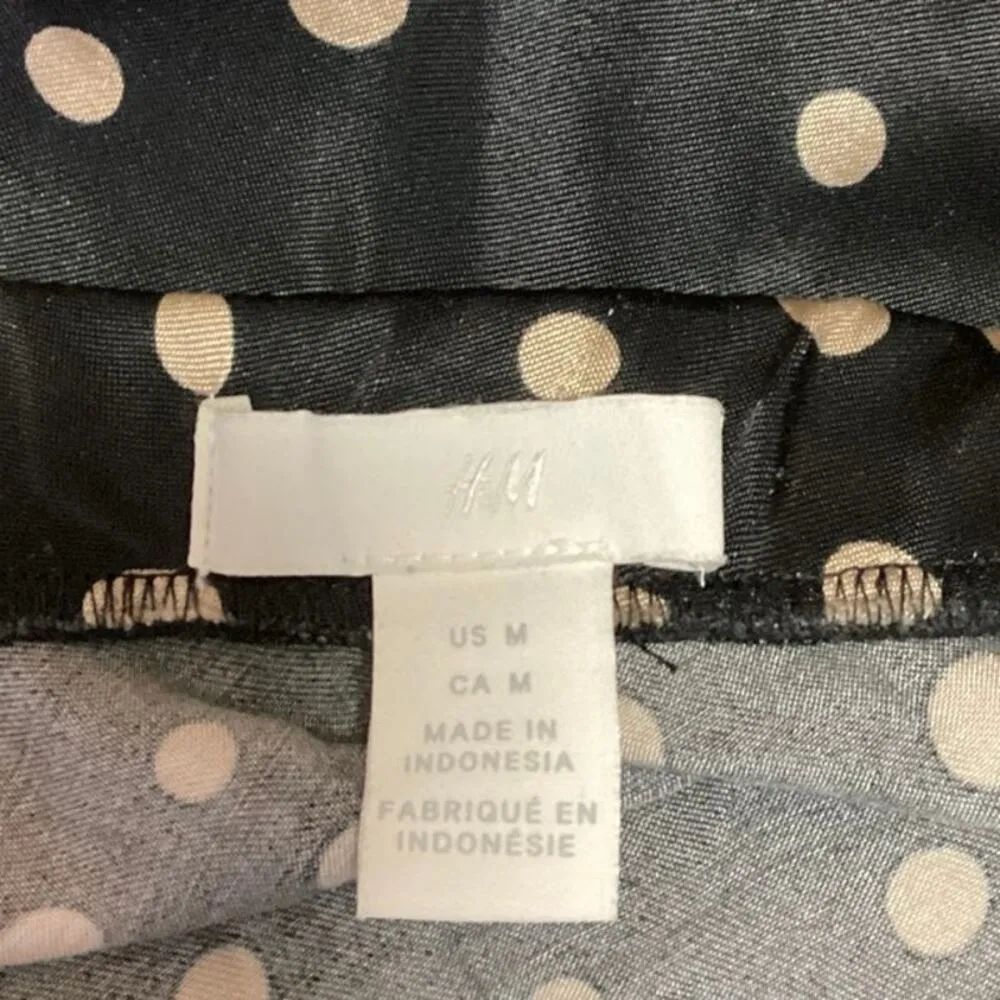 H&M
US M
CA M
MADE IN
INDONESIA
FABRIQUÉ EN
INDONÉSIE